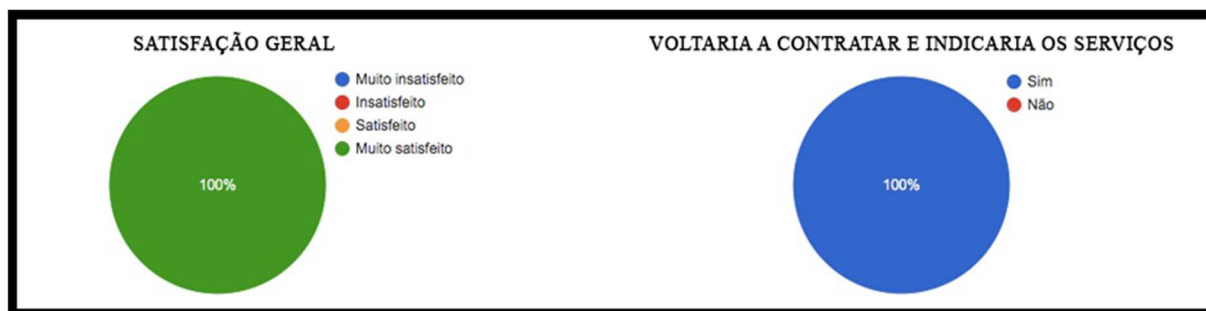 SATISFAÇÃO GERAL
Muito insatisfeito
Insatisfeito
Satisfeito
Muito satisfeito
100%
VOLTARIA A CONTRATAR E INDICARIA OS SERVIÇOS
Sim
Não
100%